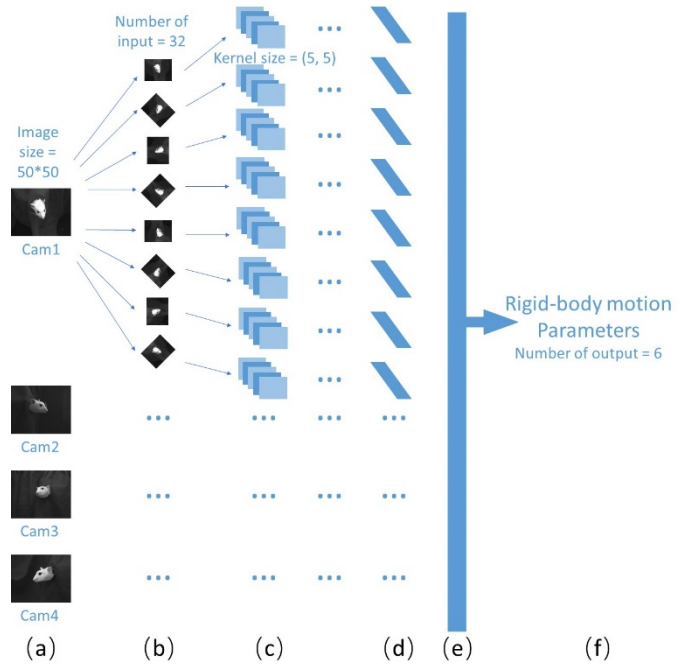 Number of
input = 32
Kernel size = (5, 5)
Image
size =
50*50
Cam1
Rigid-body motion
Parameters
Number of output = 6
Cam2
Cam3
Cam4
(a) (b) (c) (d) (e) (f)